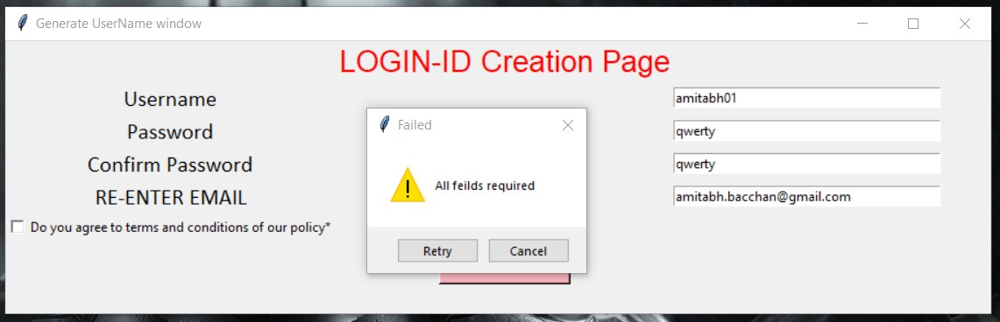 Generate UserName window
LOGIN-ID Creation Page
Username
amitabh01
Password
qwerty
Confirm Password
qwerty
RE-ENTER EMAIL
amitabh.bacchan@gmail.com
Do you agree to terms and conditions of our policy*
Failed
All feilds required
Retry
Cancel